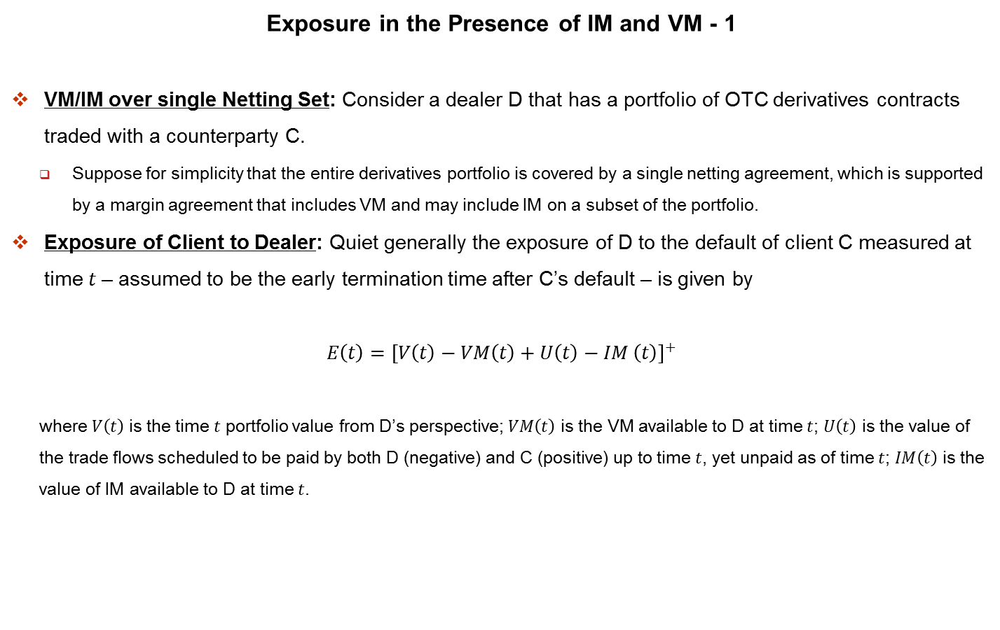 Exposure in the Presence of IM and VM - 1
VM/IM over single Netting Set: Consider a dealer D that has a portfolio of OTC derivatives contracts
traded with a counterparty C.
Suppose for simplicity that the entire derivatives portfolio is covered by a single netting agreement, which is supported
by a margin agreement that includes VM and may include IM on a subset of the portfolio.
Exposure of Client to Dealer: Quiet generally the exposure of D to the default of client C measured at
time t – assumed to be the early termination time after C’s default – is given by
E(t) = [V(t) – VM(t) + U(t) – IM (t)]⁺
where V(t) is the time t portfolio value from D’s perspective; VM(t) is the VM available to D at time t; U(t) is the value of
the trade flows scheduled to be paid by both D (negative) and C (positive) up to time t, yet unpaid as of time t; IM(t) is the
value of IM available to D at time t.